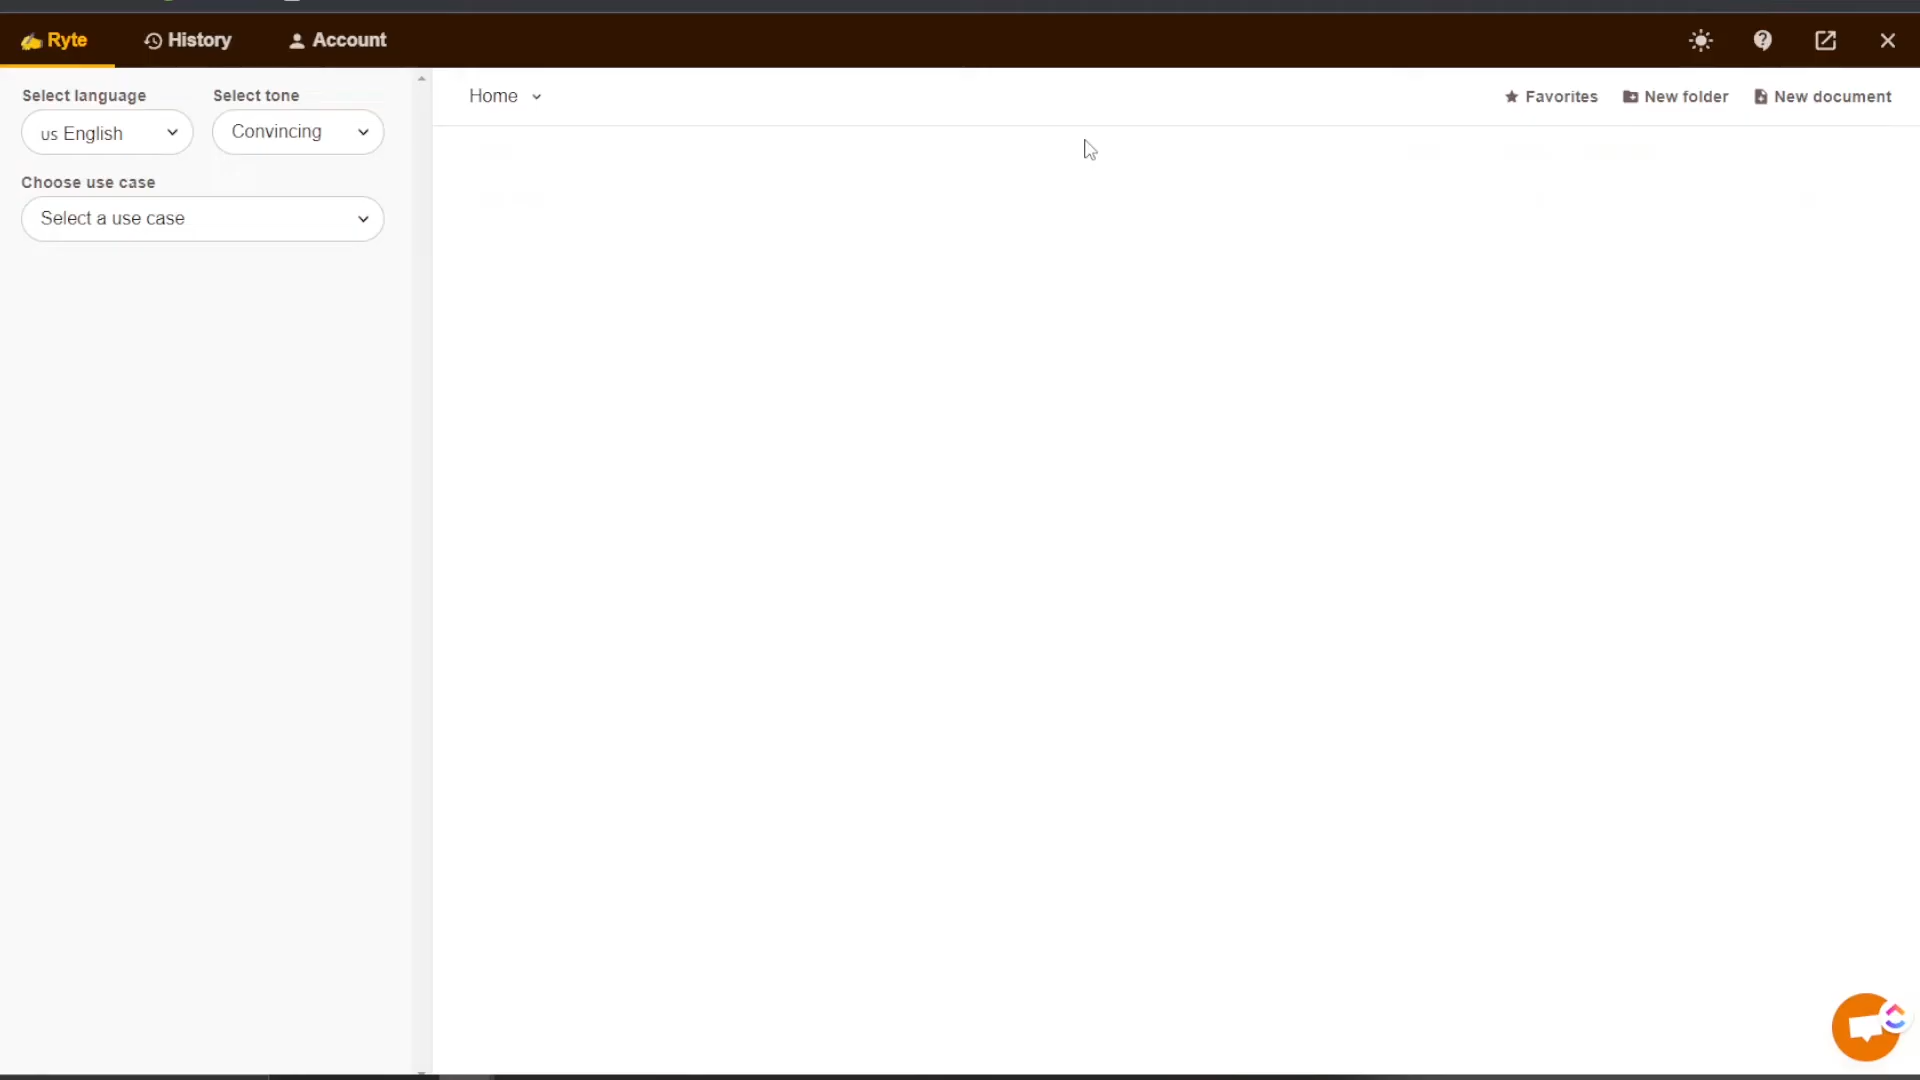 Ryte
History
Account
Select language
Select tone
Home
Favorites
New folder
New document
us English
Convincing
Choose use case
Select a use case